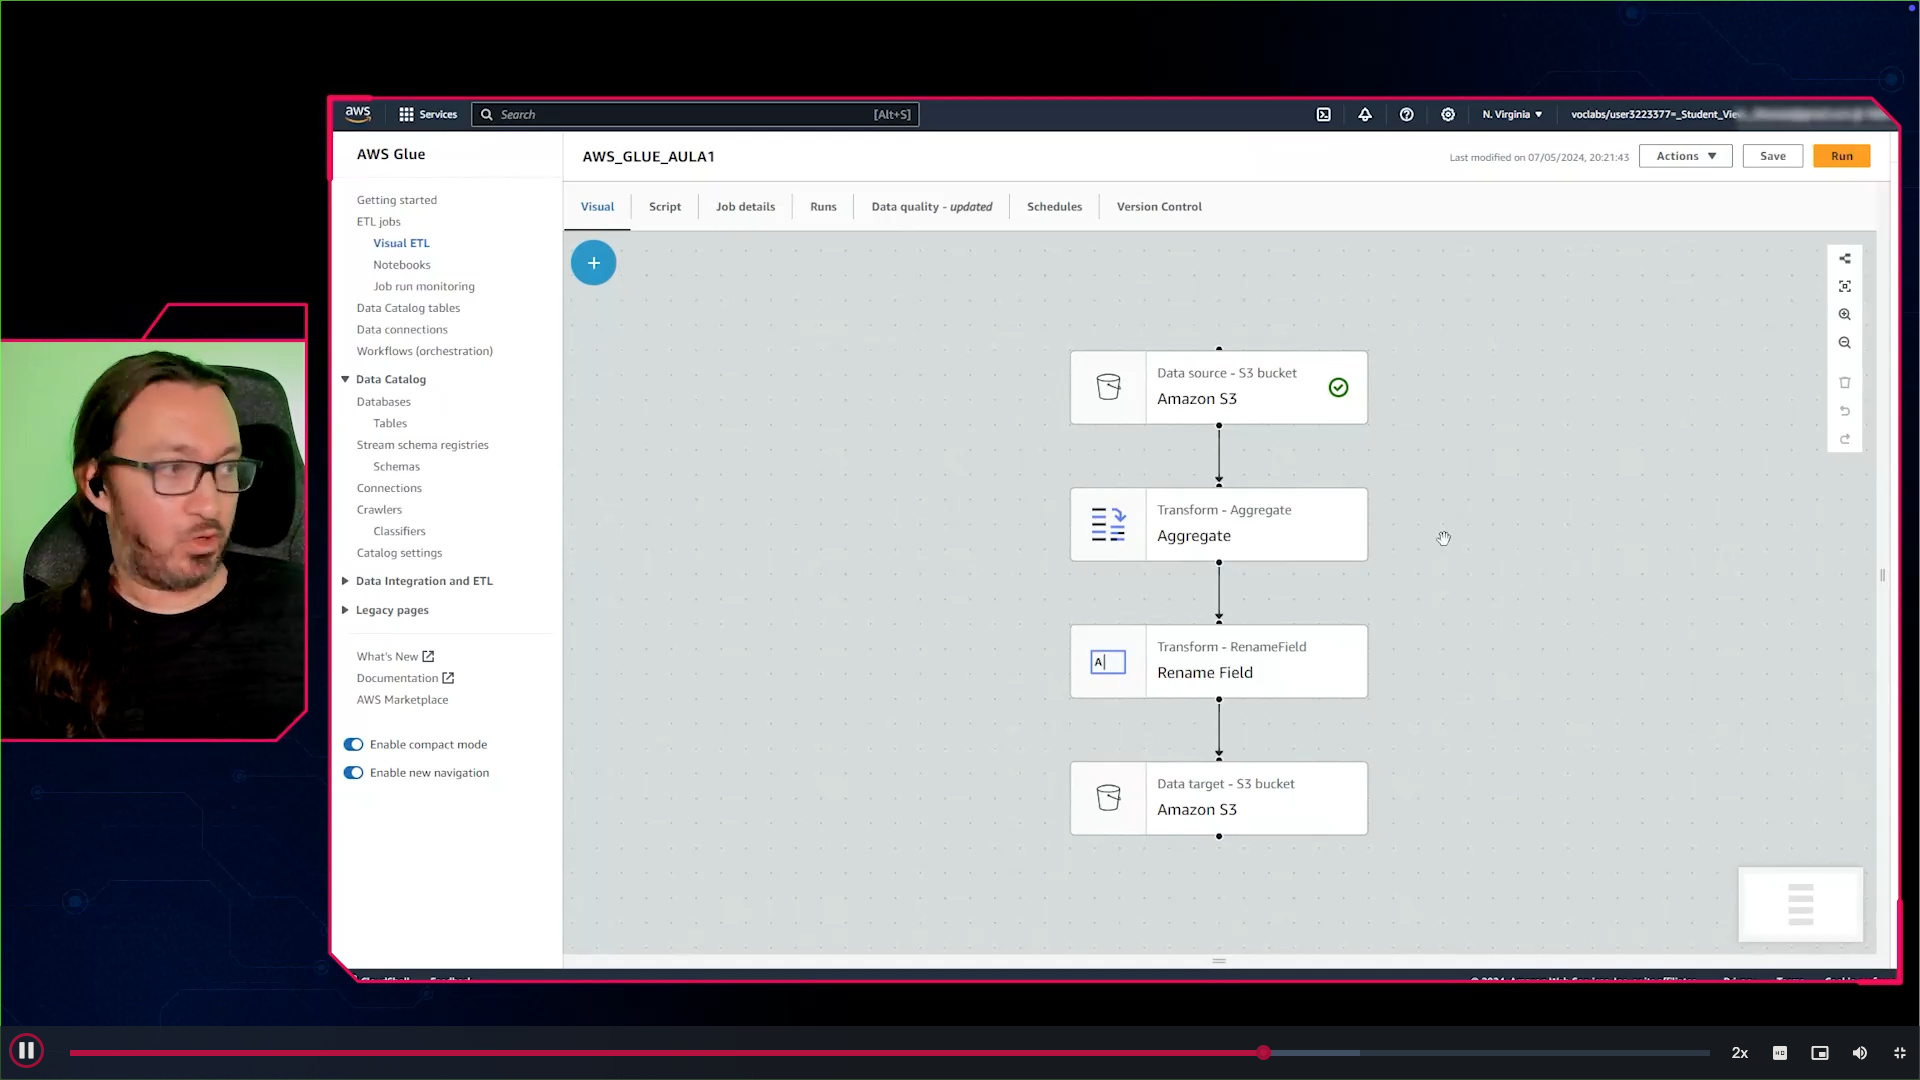 aws
Services
Search
[Alt+S]
N. Virginia ▼
voclabs/user3223377=_Student_Vie
AWS Glue
Getting started
ETL jobs
Visual ETL
Notebooks
Job run monitoring
Data Catalog tables
Data connections
Workflows (orchestration)
Data Catalog
Databases
Tables
Stream schema registries
Schemas
Connections
Crawlers
Classifiers
Catalog settings
Data Integration and ETL
Legacy pages
What's New
Documentation
AWS Marketplace
Enable compact mode
Enable new navigation
AWS_GLUE_AULA1
Last modified on 07/05/2024, 20:21:43
Actions ▼
Save
Run
Visual
Script
Job details
Runs
Data quality - updated
Schedules
Version Control
+
Data source - S3 bucket
Amazon S3
Transform - Aggregate
Aggregate
A
Transform - RenameField
Rename Field
Data target - S3 bucket
Amazon S3
2x